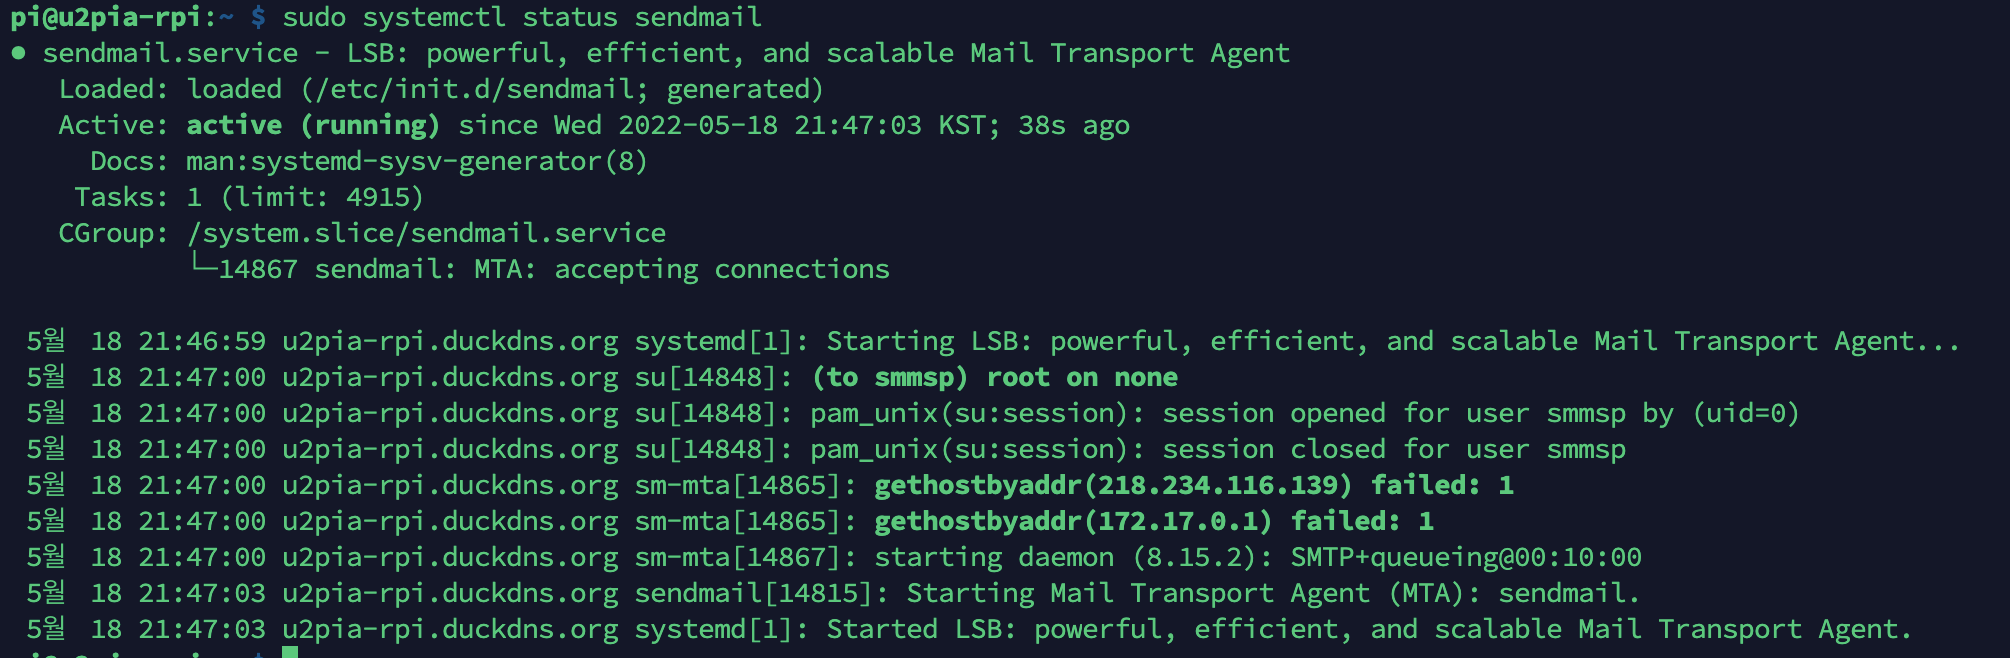 pi@u2pia-rpi:~ $ sudo systemctl status sendmail
● sendmail.service - LSB: powerful, efficient, and scalable Mail Transport Agent
   Loaded: loaded (/etc/init.d/sendmail; generated)
   Active: active (running) since Wed 2022-05-18 21:47:03 KST; 38s ago
     Docs: man:systemd-sysv-generator(8)
    Tasks: 1 (limit: 4915)
   CGroup: /system.slice/sendmail.service
           └─14867 sendmail: MTA: accepting connections

 5월 18 21:46:59 u2pia-rpi.duckdns.org systemd[1]: Starting LSB: powerful, efficient, and scalable Mail Transport Agent...
 5월 18 21:47:00 u2pia-rpi.duckdns.org su[14848]: (to smmsp) root on none
 5월 18 21:47:00 u2pia-rpi.duckdns.org su[14848]: pam_unix(su:session): session opened for user smmsp by (uid=0)
 5월 18 21:47:00 u2pia-rpi.duckdns.org su[14848]: pam_unix(su:session): session closed for user smmsp
 5월 18 21:47:00 u2pia-rpi.duckdns.org sm-mta[14865]: gethostbyaddr(218.234.116.139) failed: 1
 5월 18 21:47:00 u2pia-rpi.duckdns.org sm-mta[14865]: gethostbyaddr(172.17.0.1) failed: 1
 5월 18 21:47:00 u2pia-rpi.duckdns.org sm-mta[14867]: starting daemon (8.15.2): SMTP+queueing@00:10:00
 5월 18 21:47:03 u2pia-rpi.duckdns.org sendmail[14815]: Starting Mail Transport Agent (MTA): sendmail.
 5월 18 21:47:03 u2pia-rpi.duckdns.org systemd[1]: Started LSB: powerful, efficient, and scalable Mail Transport Agent.